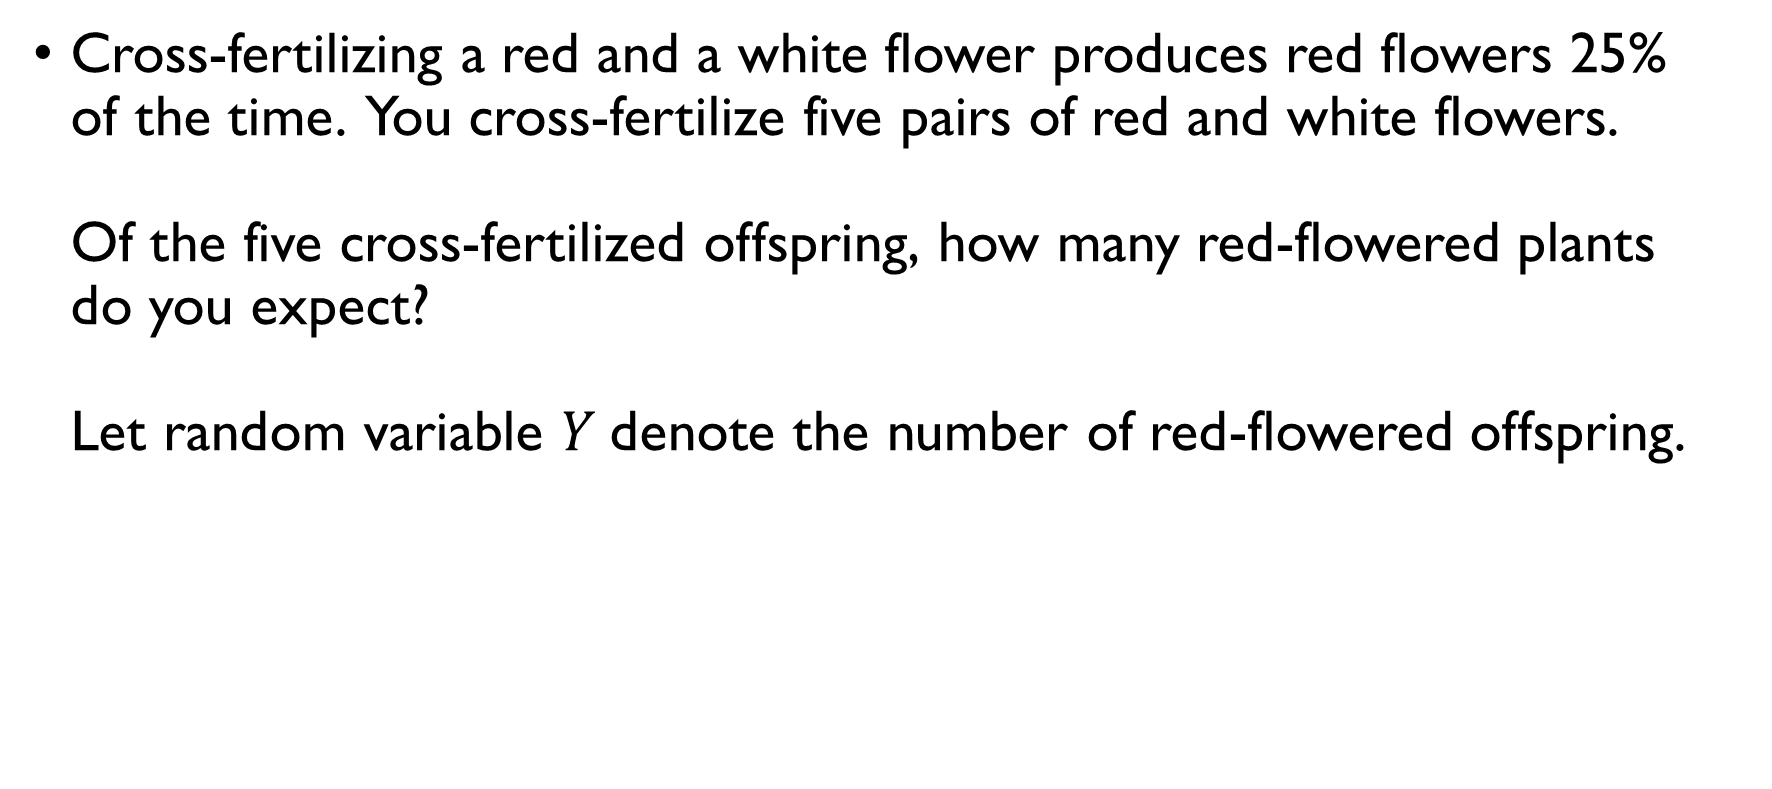 • Cross-fertilizing a red and a white flower produces red flowers 25%
of the time. You cross-fertilize five pairs of red and white flowers.
Of the five cross-fertilized offspring, how many red-flowered plants
do you expect?
Let random variable Y denote the number of red-flowered offspring.